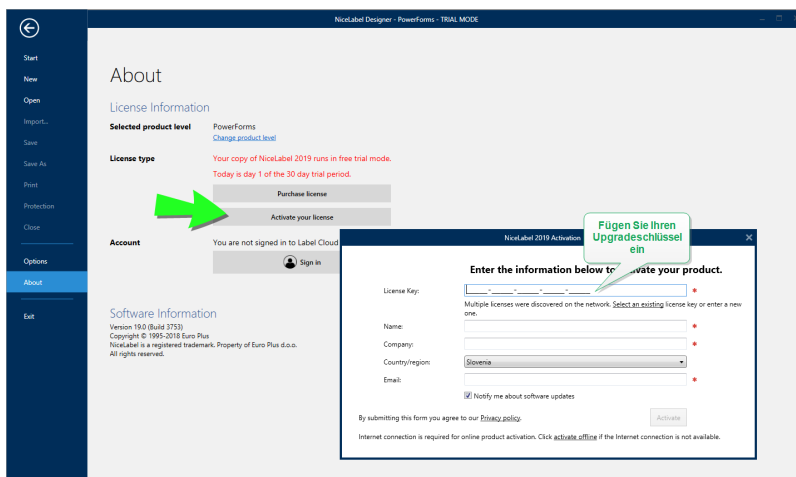 NiceLabel Designer - PowerForms - TRIAL MODE
Start
New
Open
Import...
Save
Save As
Print
Protection
Close
Options
About
Exit
About
License Information
Selected product level PowerForms
Change product level
License type Your copy of NiceLabel 2019 runs in free trial mode.
Today is day 1 of the 30 day trial period.
Purchase license
Activate your license
Account You are not signed in to Label Cloud
Sign in
Software Information
Version 19.0 (Build 3753)
Copyright © 1995-2018 Euro Plus
NiceLabel is a registered trademark. Property of Euro Plus d.o.o.
All rights reserved.
Fügen Sie Ihren
Upgradeschlüssel
ein
NiceLabel 2019 Activation
Enter the information below to activate your product.
License Key: _____-_____-_____-_____-_____ *
Multiple licenses were discovered on the network. Select an existing license key or enter a new
one.
Name: *
Company: *
Country/region: Slovenia
Email: *
Notify me about software updates
By submitting this form you agree to our Privacy policy. Activate
Internet connection is required for online product activation. Click activate offline if the Internet connection is not available.